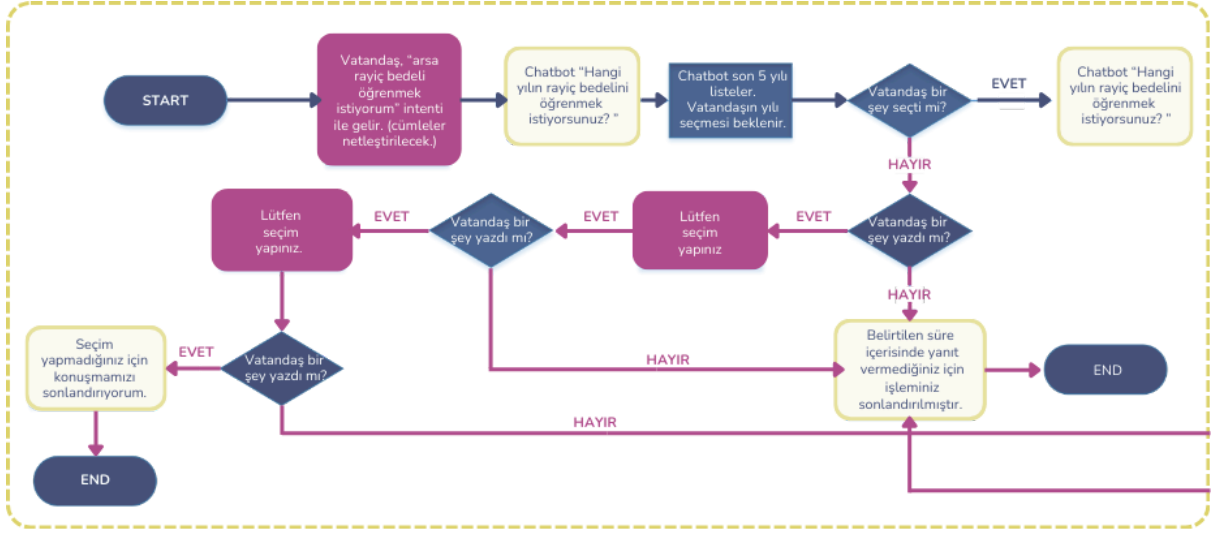 START
Vatandaş, “arsa
rayiç bedeli
öğrenmek
istiyorum” intenti
ile gelir. (cümleler
netleştirilecek.)
Chatbot “Hangi
yılın rayiç bedelini
öğrenmek
istiyorsunuz? ”
Chatbot son 5 yılı
listeler.
Vatandaşın yılı
seçmesi beklenir.
Vatandaş bir
şey seçti mi?
EVET
Chatbot “Hangi
yılın rayiç bedelini
öğrenmek
istiyorsunuz? ”
HAYIR
Vatandaş bir
şey yazdı mı?
EVET
Lütfen
seçim
yapınız
EVET
Vatandaş bir
şey yazdı mı?
EVET
Lütfen
seçim
yapınız.
HAYIR
Belirtilen süre
içerisinde yanıt
vermediğiniz için
işleminiz
sonlandırılmıştır.
END
HAYIR
Vatandaş bir
şey yazdı mı?
EVET
Seçim
yapmadığınız için
konuşmamızı
sonlandırıyorum.
HAYIR
END